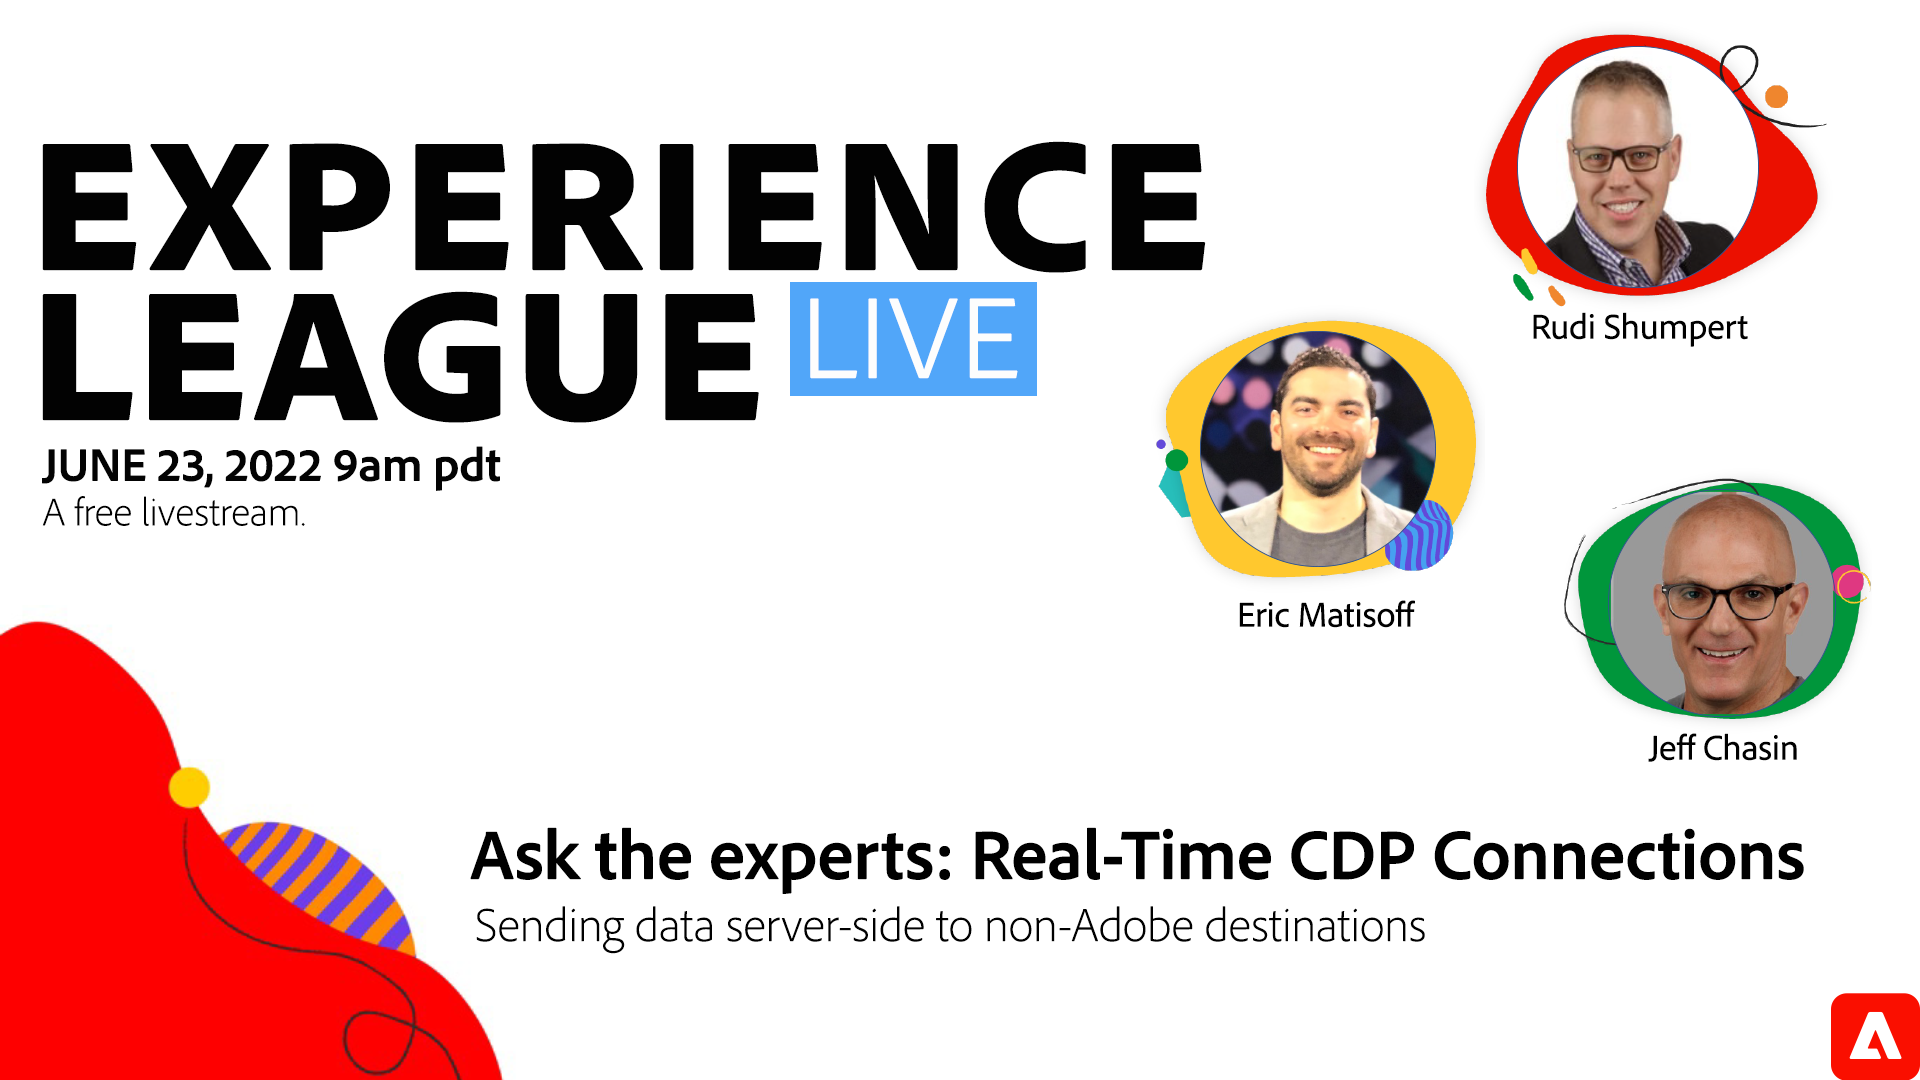 EXPERIENCE
LEAGUE LIVE
JUNE 23, 2022 9am pdt
A free livestream.
Rudi Shumpert
Eric Matisoff
Jeff Chasin
Ask the experts: Real-Time CDP Connections
Sending data server-side to non-Adobe destinations